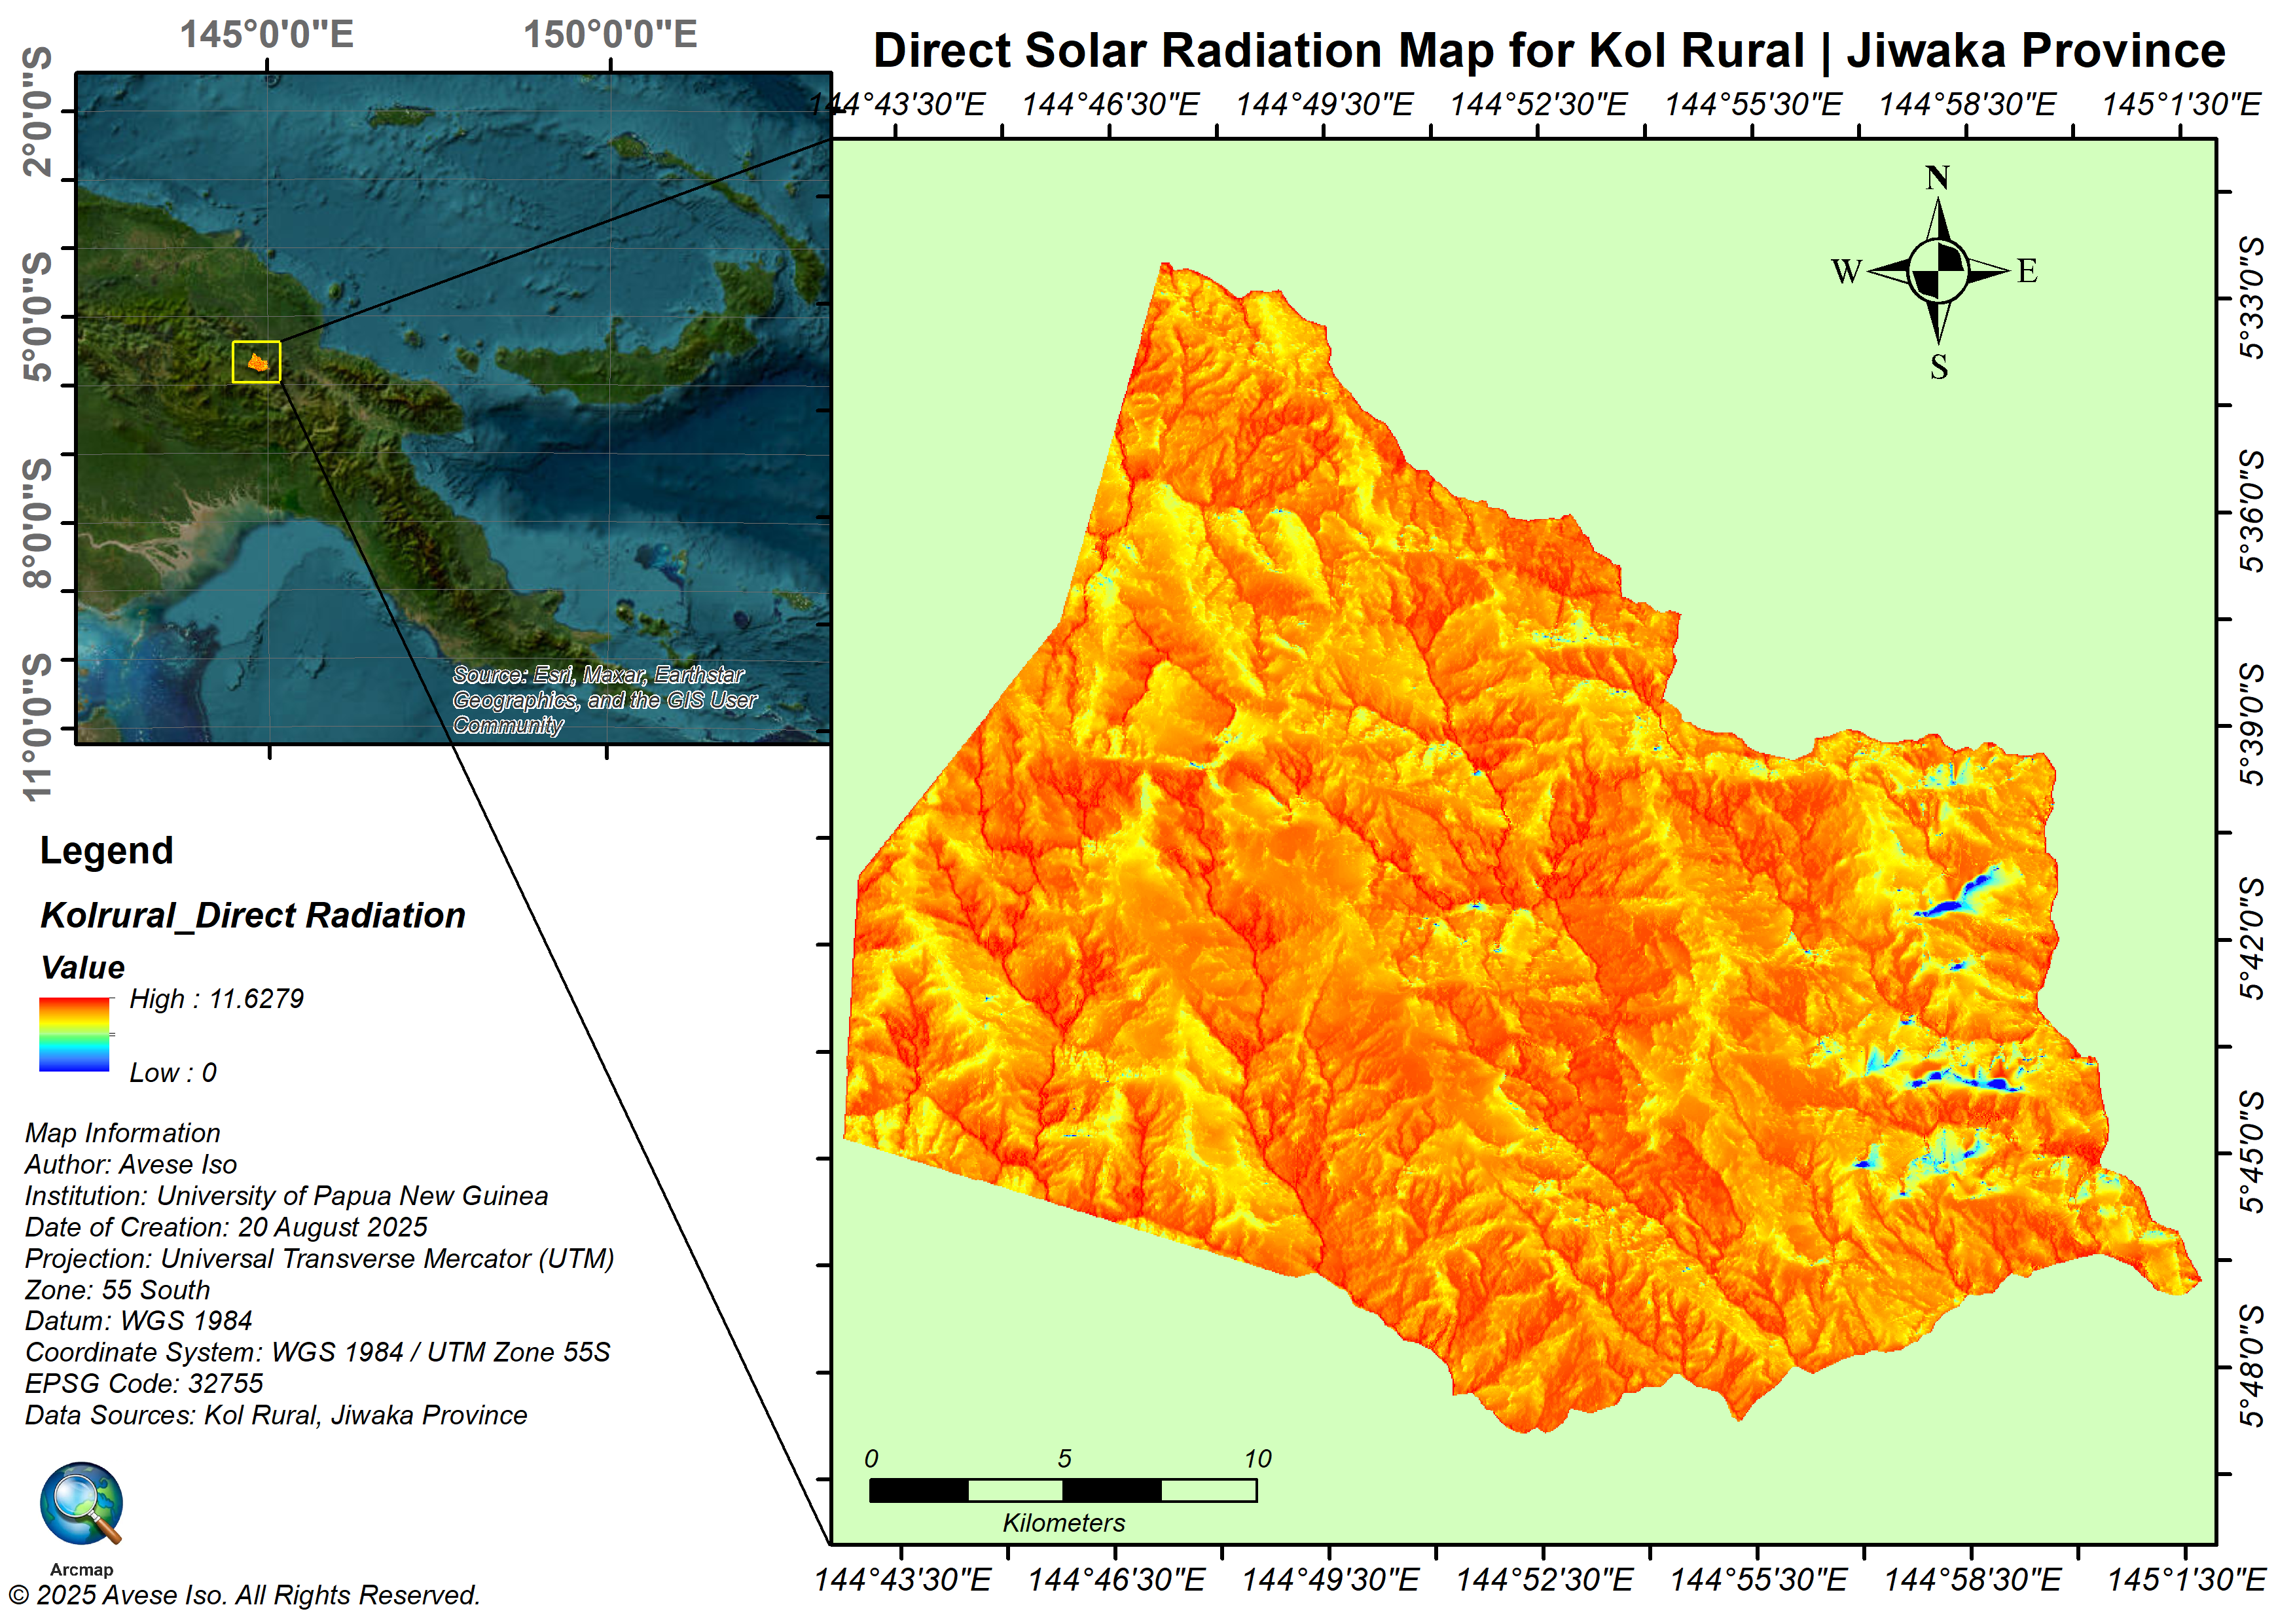 Direct Solar Radiation Map for Kol Rural | Jiwaka Province
145°0'0"E 150°0'0"E
2°0'0"S
5°0'0"S
8°0'0"S
11°0'0"S
144°43'30"E 144°46'30"E 144°49'30"E 144°52'30"E 144°55'30"E 144°58'30"E 145°1'30"E
N
W E
S
5°33'0"S
5°36'0"S
5°39'0"S
5°42'0"S
5°45'0"S
5°48'0"S
Source: Esri, Maxar, Earthstar
Geographics, and the GIS User
Community
Legend
Kolrural_Direct Radiation
Value
High : 11.6279
Low : 0
Map Information
Author: Avese Iso
Institution: University of Papua New Guinea
Date of Creation: 20 August 2025
Projection: Universal Transverse Mercator (UTM)
Zone: 55 South
Datum: WGS 1984
Coordinate System: WGS 1984 / UTM Zone 55S
EPSG Code: 32755
Data Sources: Kol Rural, Jiwaka Province
Arcmap
© 2025 Avese Iso. All Rights Reserved.
0 5 10
Kilometers
144°43'30"E 144°46'30"E 144°49'30"E 144°52'30"E 144°55'30"E 144°58'30"E 145°1'30"E